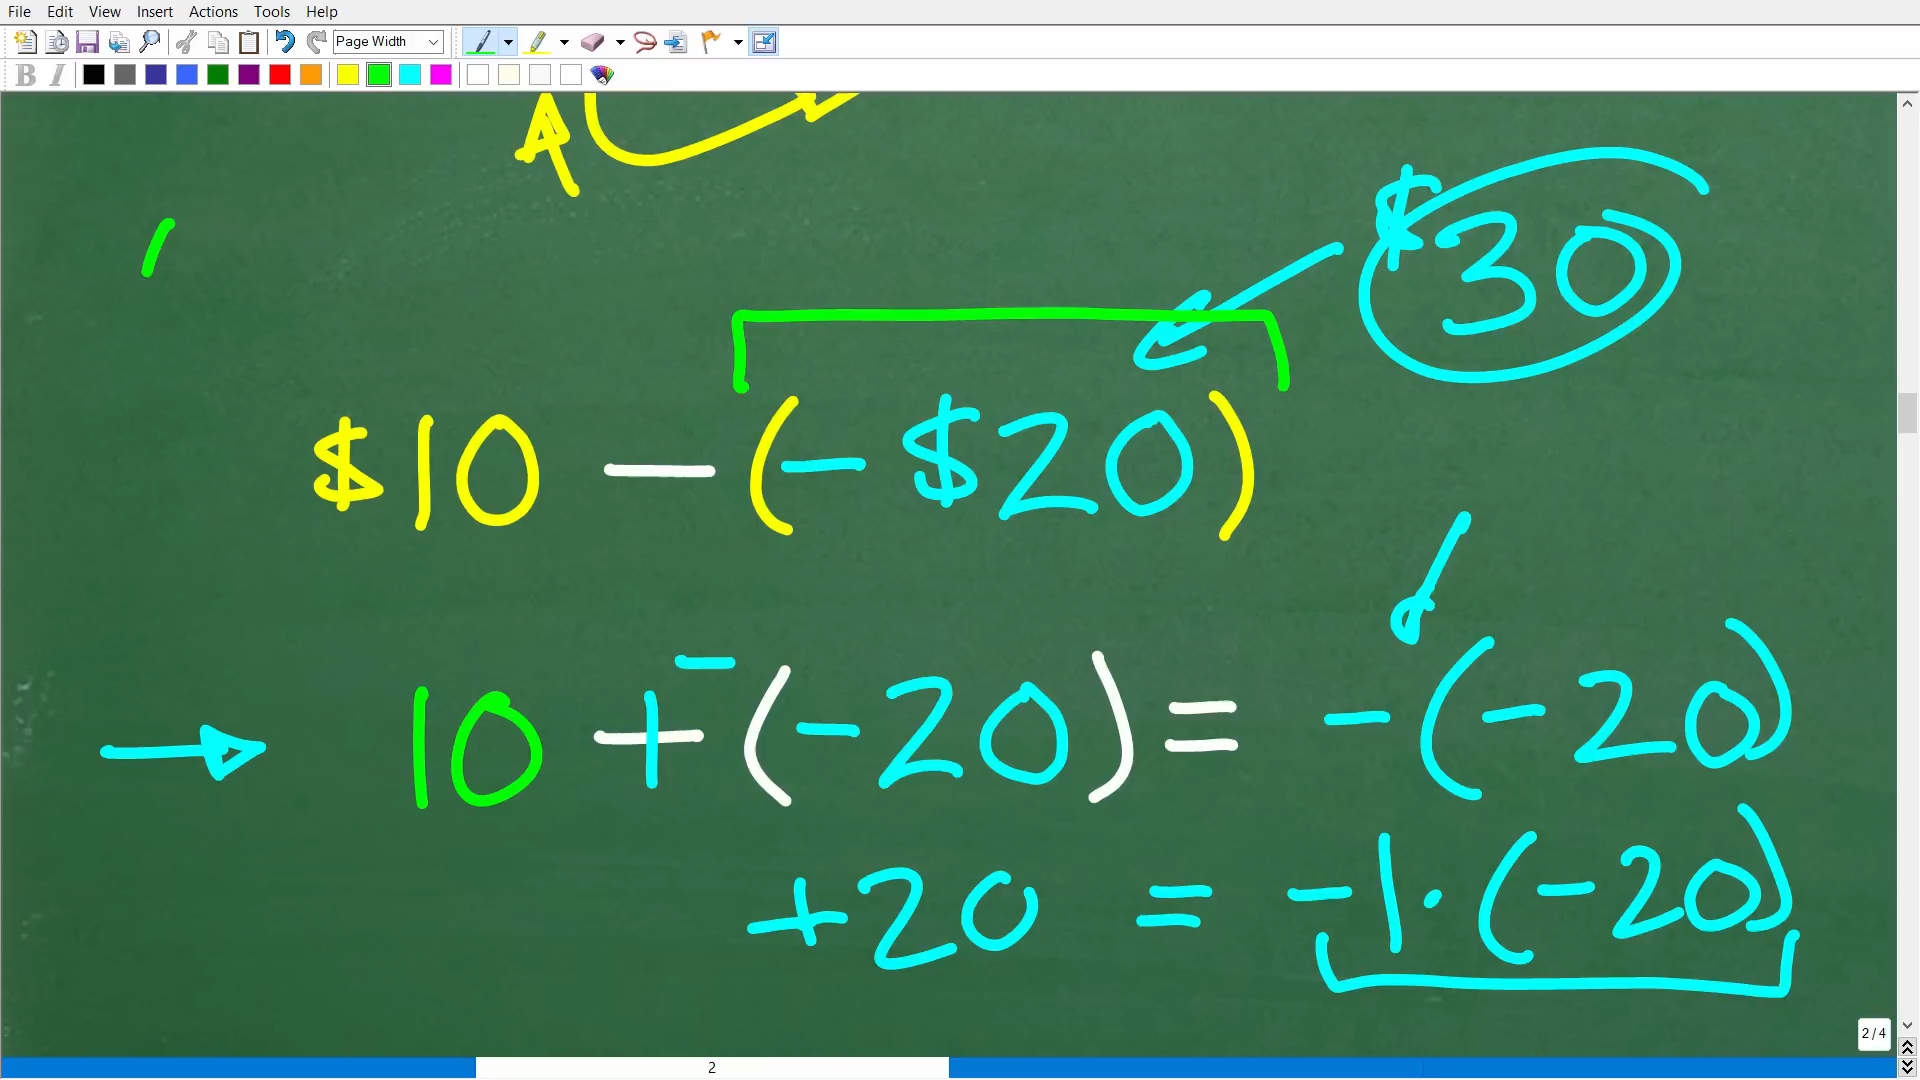 File Edit View Insert Actions Tools Help
Page Width
B I
$30
$10 - (-$20)
10 + -(-20) = -(-20)
+20 = -1·(-20)
2/4
2